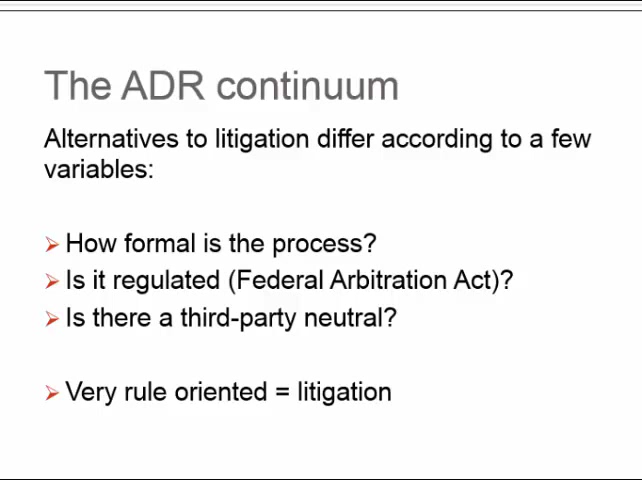 The ADR continuum
Alternatives to litigation differ according to a few
variables:
How formal is the process?
Is it regulated (Federal Arbitration Act)?
Is there a third-party neutral?
Very rule oriented = litigation